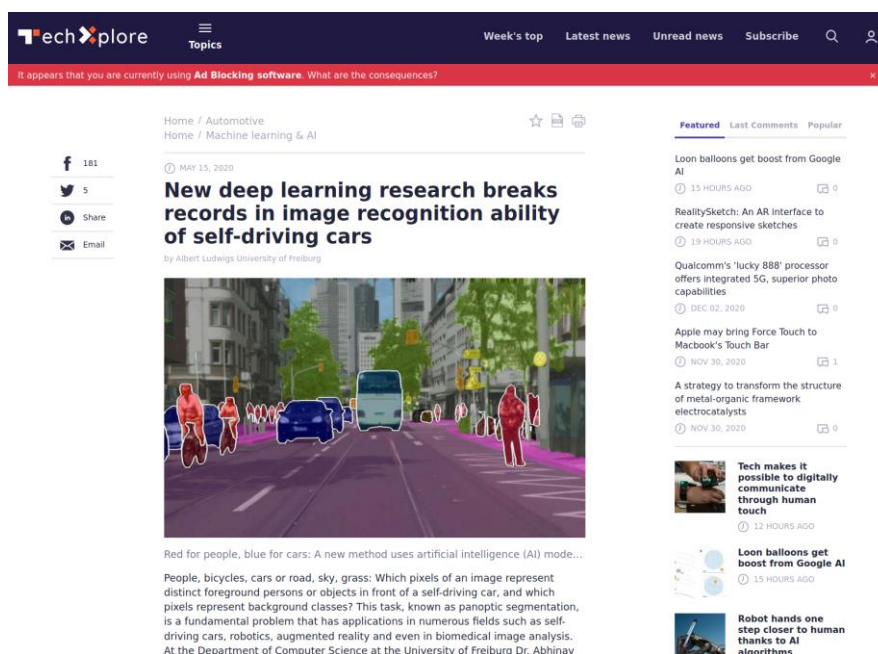 Tech Xplore
Topics
Week's top
Latest news
Unread news
Subscribe
It appears that you are currently using Ad Blocking software. What are the consequences?
×
Home / Automotive
Home / Machine learning & AI
181
5
Share
Email
MAY 15, 2020
New deep learning research breaks
records in image recognition ability
of self-driving cars
by Albert Ludwigs University of Freiburg
Red for people, blue for cars: A new method uses artificial intelligence (AI) mode...
People, bicycles, cars or road, sky, grass: Which pixels of an image represent
distinct foreground persons or objects in front of a self-driving car, and which
pixels represent background classes? This task, known as panoptic segmentation,
is a fundamental problem that has applications in numerous fields such as self-
driving cars, robotics, augmented reality and even in biomedical image analysis.
At the Department of Computer Science at the University of Freiburg Dr. Abhinav
Featured Last Comments Popular
Loon balloons get boost from Google
AI
15 HOURS AGO 0
RealitySketch: An AR interface to
create responsive sketches
19 HOURS AGO 0
Qualcomm's 'lucky 888' processor
offers integrated 5G, superior photo
capabilities
DEC 02, 2020 0
Apple may bring Force Touch to
Macbook's Touch Bar
NOV 30, 2020 1
A strategy to transform the structure
of metal-organic framework
electrocatalysts
NOV 30, 2020 0
Tech makes it
possible to digitally
communicate
through human
touch
12 HOURS AGO
Loon balloons get
boost from Google AI
15 HOURS AGO
Robot hands one
step closer to human
thanks to AI
algorithms